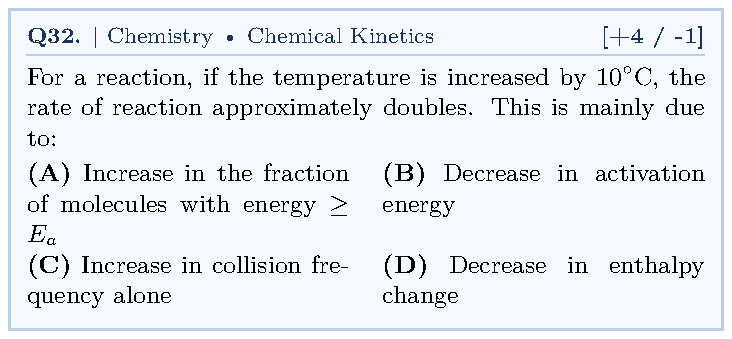 Q32. | Chemistry • Chemical Kinetics [+4 / -1]
For a reaction, if the temperature is increased by 10°C, the
rate of reaction approximately doubles. This is mainly due
to:
(A) Increase in the fraction
of molecules with energy ≥
Eₐ
(B) Decrease in activation
energy
(C) Increase in collision fre-
quency alone
(D) Decrease in enthalpy
change